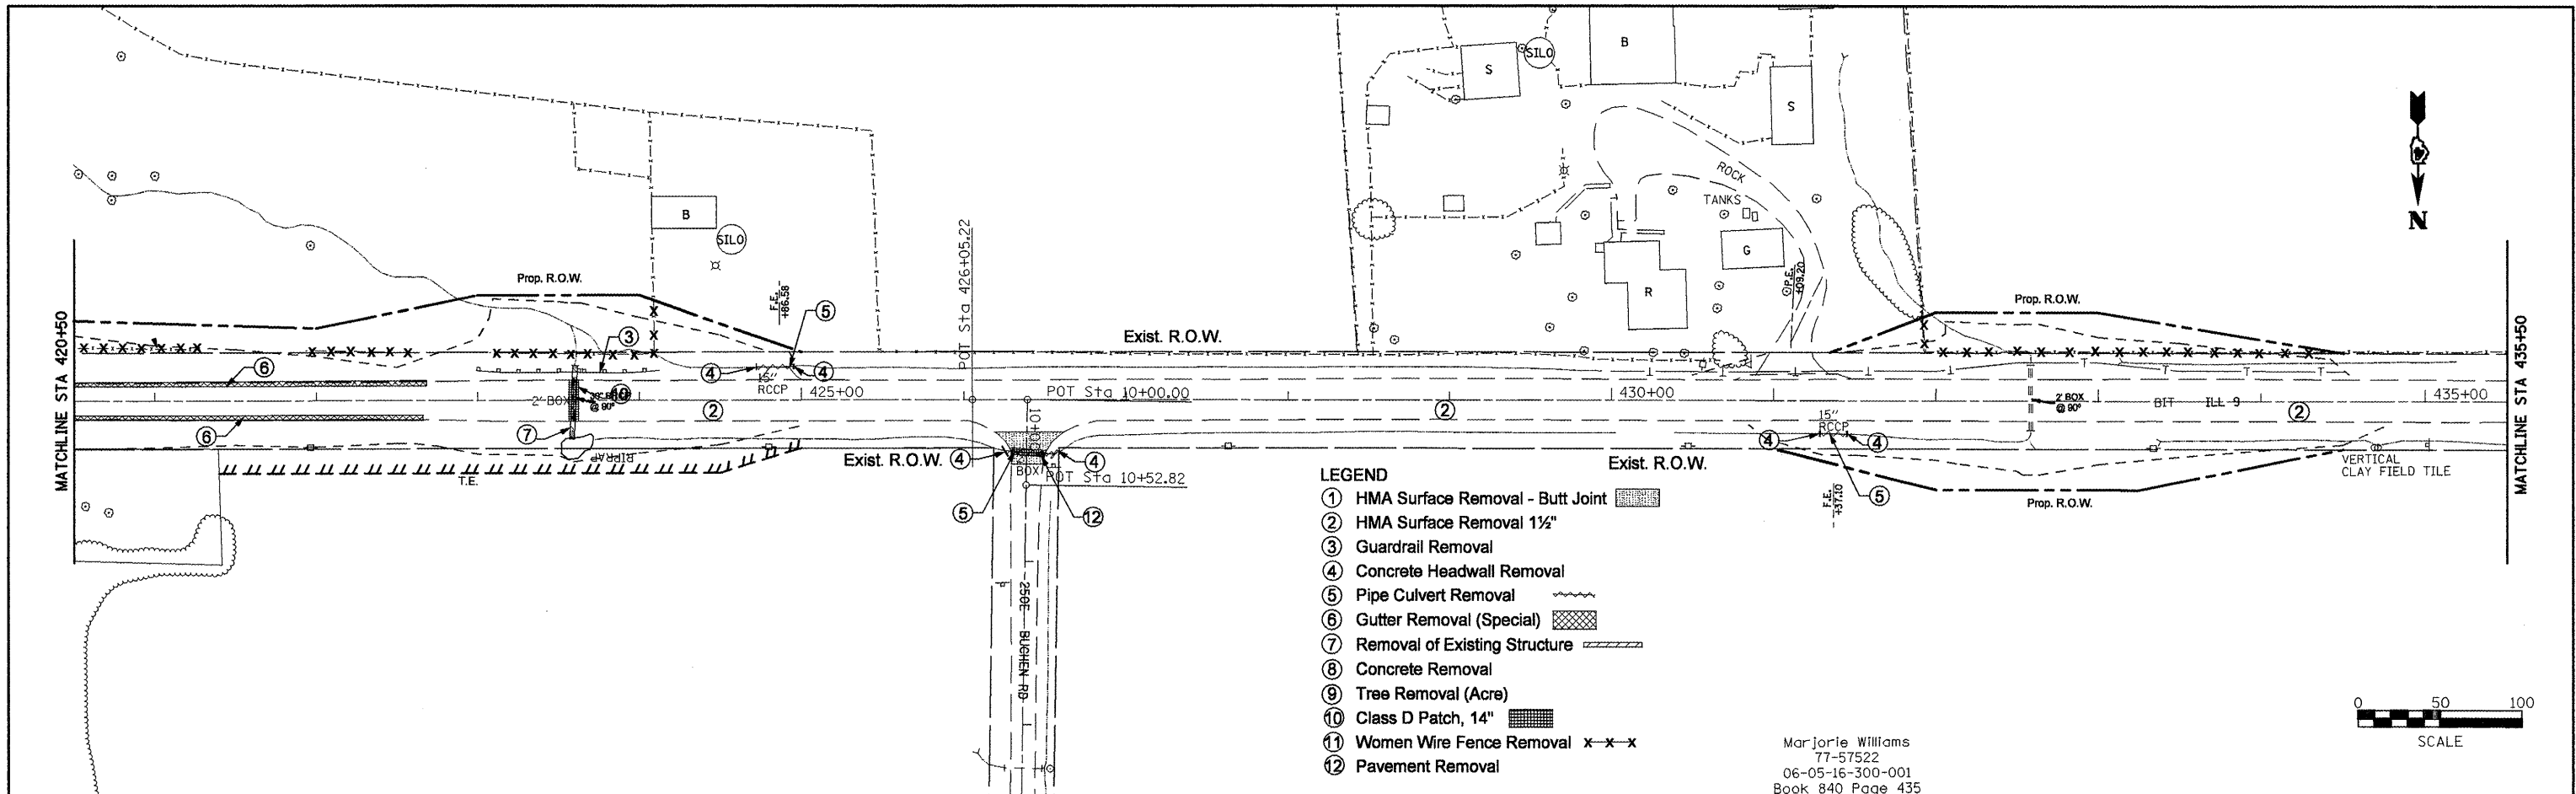 B
SILO
S
S
ROCK
TANKS
N
B
SILO
G
R
Prop. R.O.W.
F.E.
+86.58
POT Sta 426+05.22
P.E.
+09.20
Prop. R.O.W.
MATCHLINE STA 420+50
MATCHLINE STA 435+50
3
5
Exist. R.O.W.
6
4
4
15"
RCCP
2' BOX
@ 90°
10
2
425+00
POT Sta 10+00.00
2
430+00
2' BOX
@ 90°
BIT ILL 9
2
435+00
6
7
RIPRAP
T.E.
Exist. R.O.W.
4
4
BOX
POT Sta 10+52.82
5
12
Exist. R.O.W.
15"
RCCP
4
4
5
F.E.
+37.10
Prop. R.O.W.
VERTICAL
CLAY FIELD TILE
250E BUCHEN RD
LEGEND
1 HMA Surface Removal - Butt Joint
2 HMA Surface Removal 1½"
3 Guardrail Removal
4 Concrete Headwall Removal
5 Pipe Culvert Removal
6 Gutter Removal (Special)
7 Removal of Existing Structure
8 Concrete Removal
9 Tree Removal (Acre)
10 Class D Patch, 14"
11 Women Wire Fence Removal X-X-X
12 Pavement Removal
Marjorie Williams
77-57522
06-05-16-300-001
Book 840 Page 435
0 50 100
SCALE